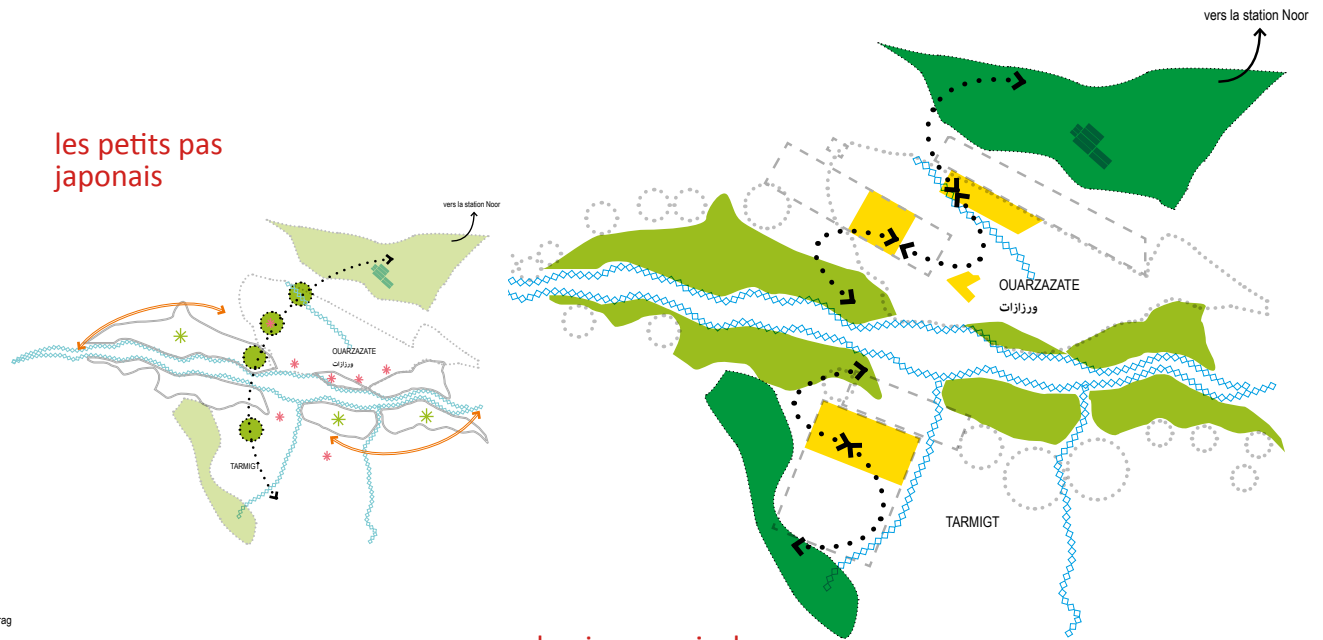 les petits pas
japonais
vers la station Noor
OUARZAZATE
ورزازات
TARMIGT
vers la station Noor
OUARZAZATE
ورزازات
TARMIGT